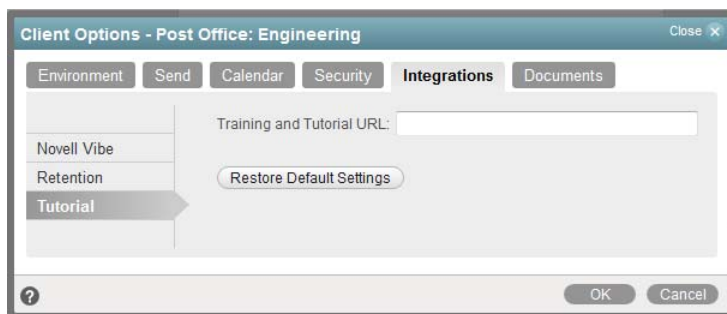 Client Options - Post Office: Engineering Close X
Environment Send Calendar Security Integrations Documents
Training and Tutorial URL:
Novell Vibe
Retention Restore Default Settings
Tutorial
? OK Cancel